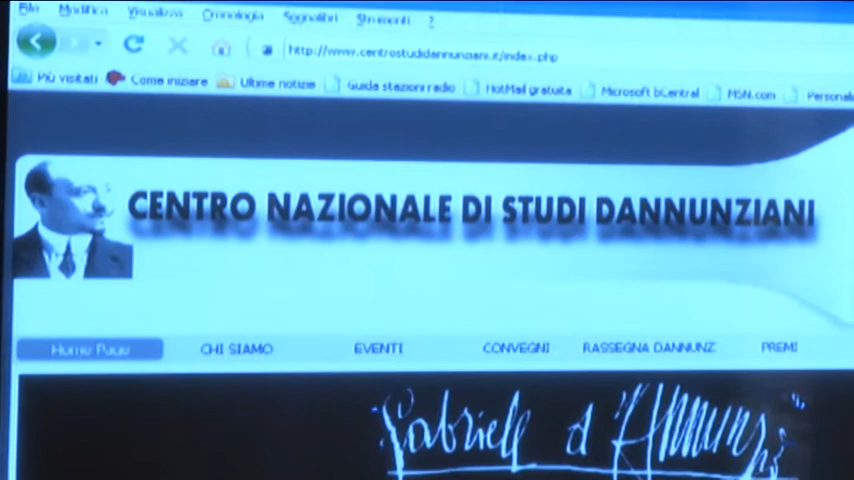 File Modifica Visualizza Cronologia Segnalibri Strumenti ?
http://www.centrostudidannunziani.it/index.php
Più visitati Come iniziare Ultime notizie Guida stazioni radio HotMail gratuita Microsoft bCentral MSN.com Personali
CENTRO NAZIONALE DI STUDI DANNUNZIANI
Home Page CHI SIAMO EVENTI CONVEGNI RASSEGNA DANNUNZ PREMI
Gabriele d'Annunzi